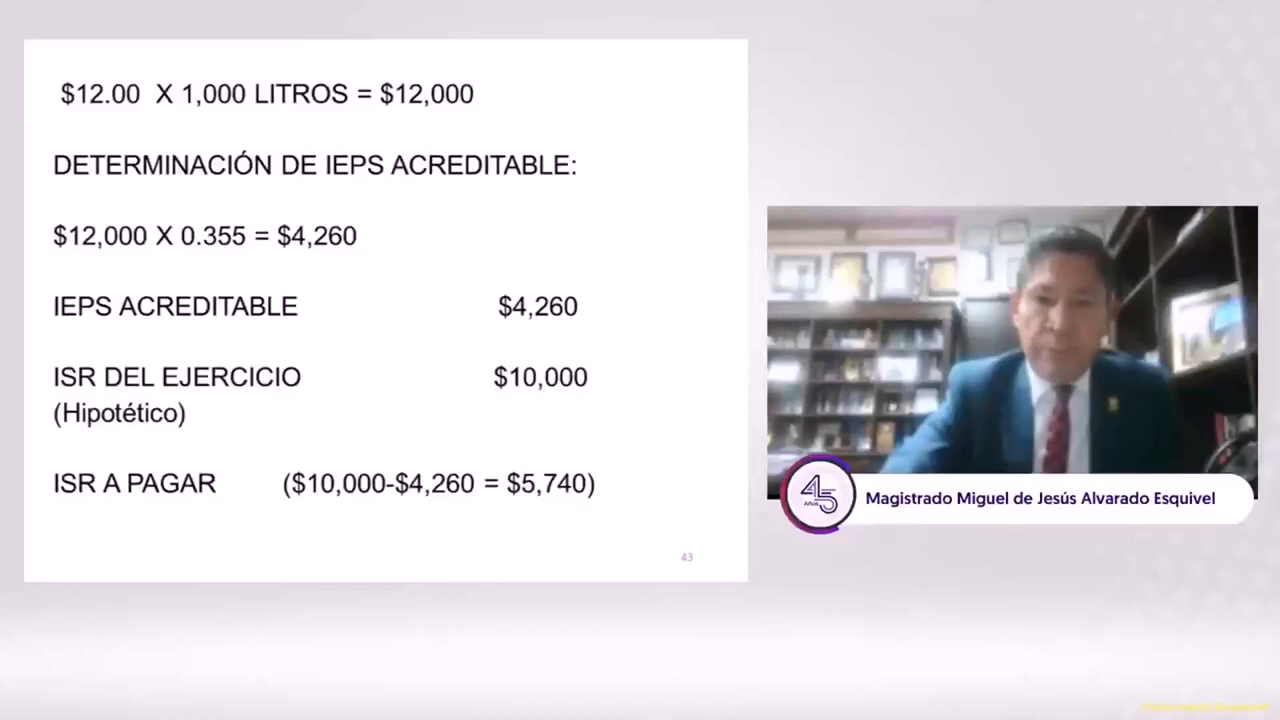 $12.00 X 1,000 LITROS = $12,000
DETERMINACIÓN DE IEPS ACREDITABLE:
$12,000 X 0.355 = $4,260
IEPS ACREDITABLE $4,260
ISR DEL EJERCICIO $10,000
(Hipotético)
ISR A PAGAR ($10,000-$4,260 = $5,740)
43
45
Años
Magistrado Miguel de Jesús Alvarado Esquivel